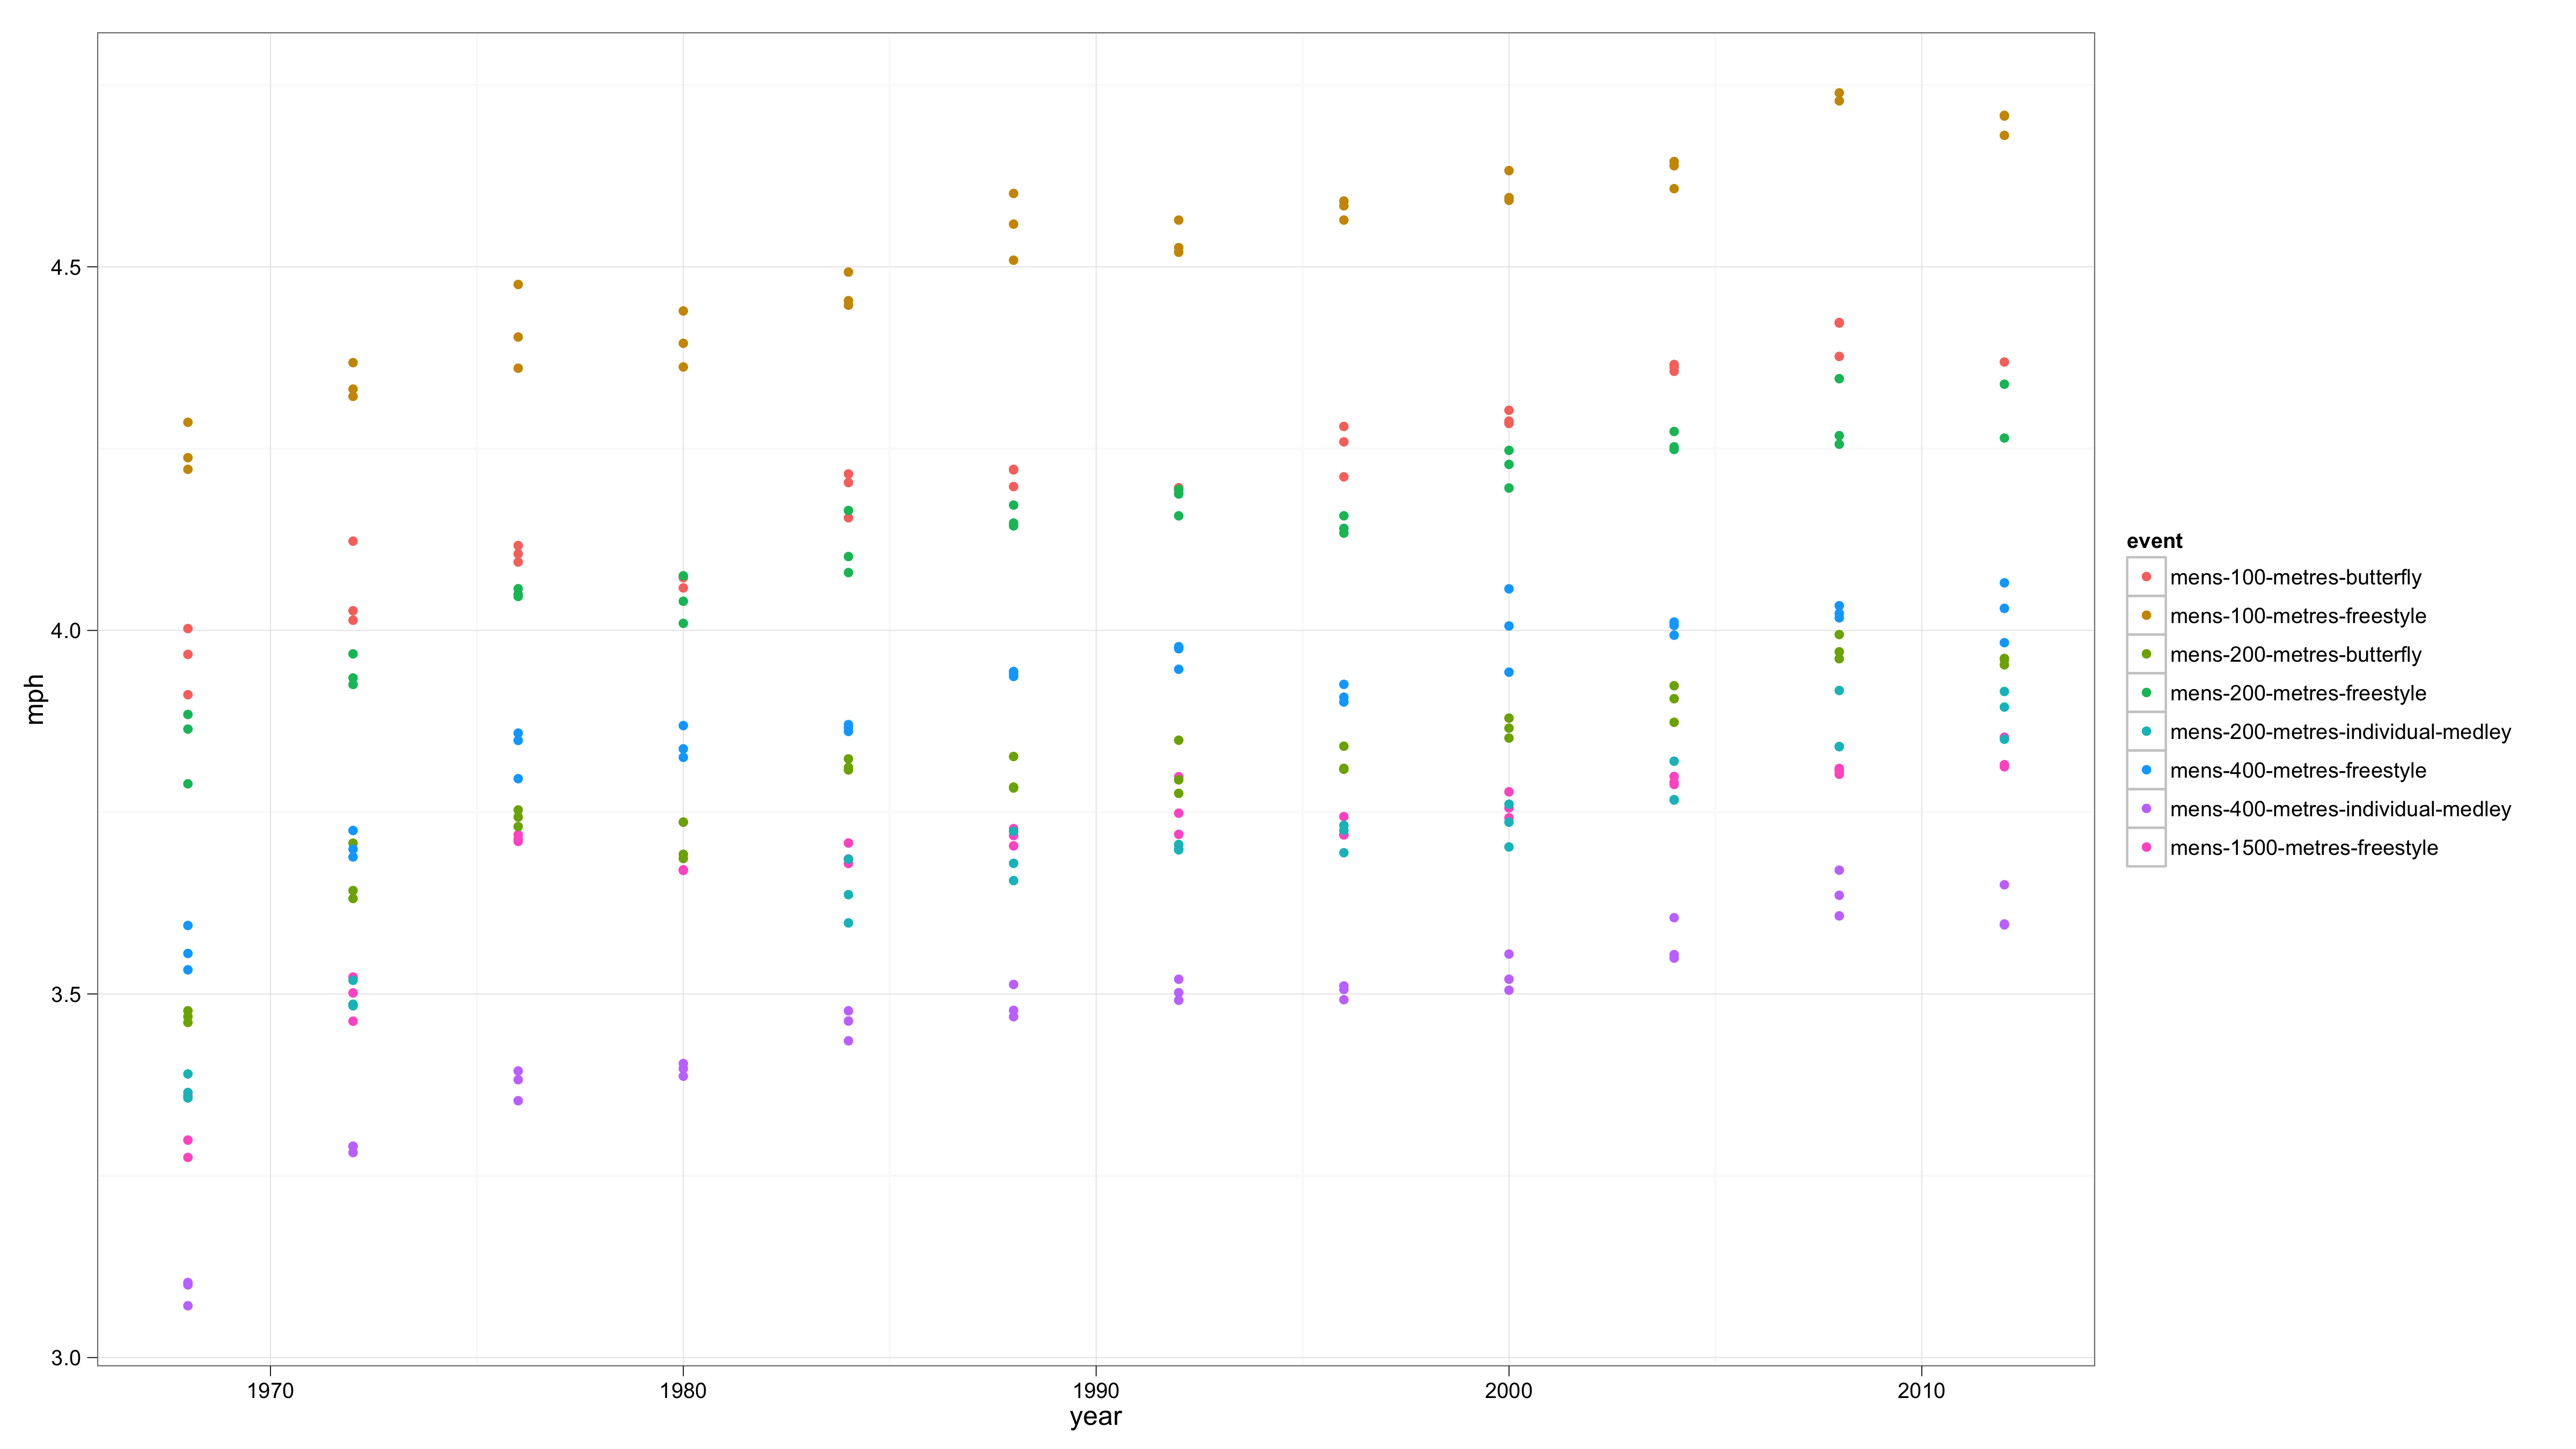 4.5
4.0
3.5
3.0
mph
1970
1980
1990
2000
2010
year
event
mens-100-metres-butterfly
mens-100-metres-freestyle
mens-200-metres-butterfly
mens-200-metres-freestyle
mens-200-metres-individual-medley
mens-400-metres-freestyle
mens-400-metres-individual-medley
mens-1500-metres-freestyle